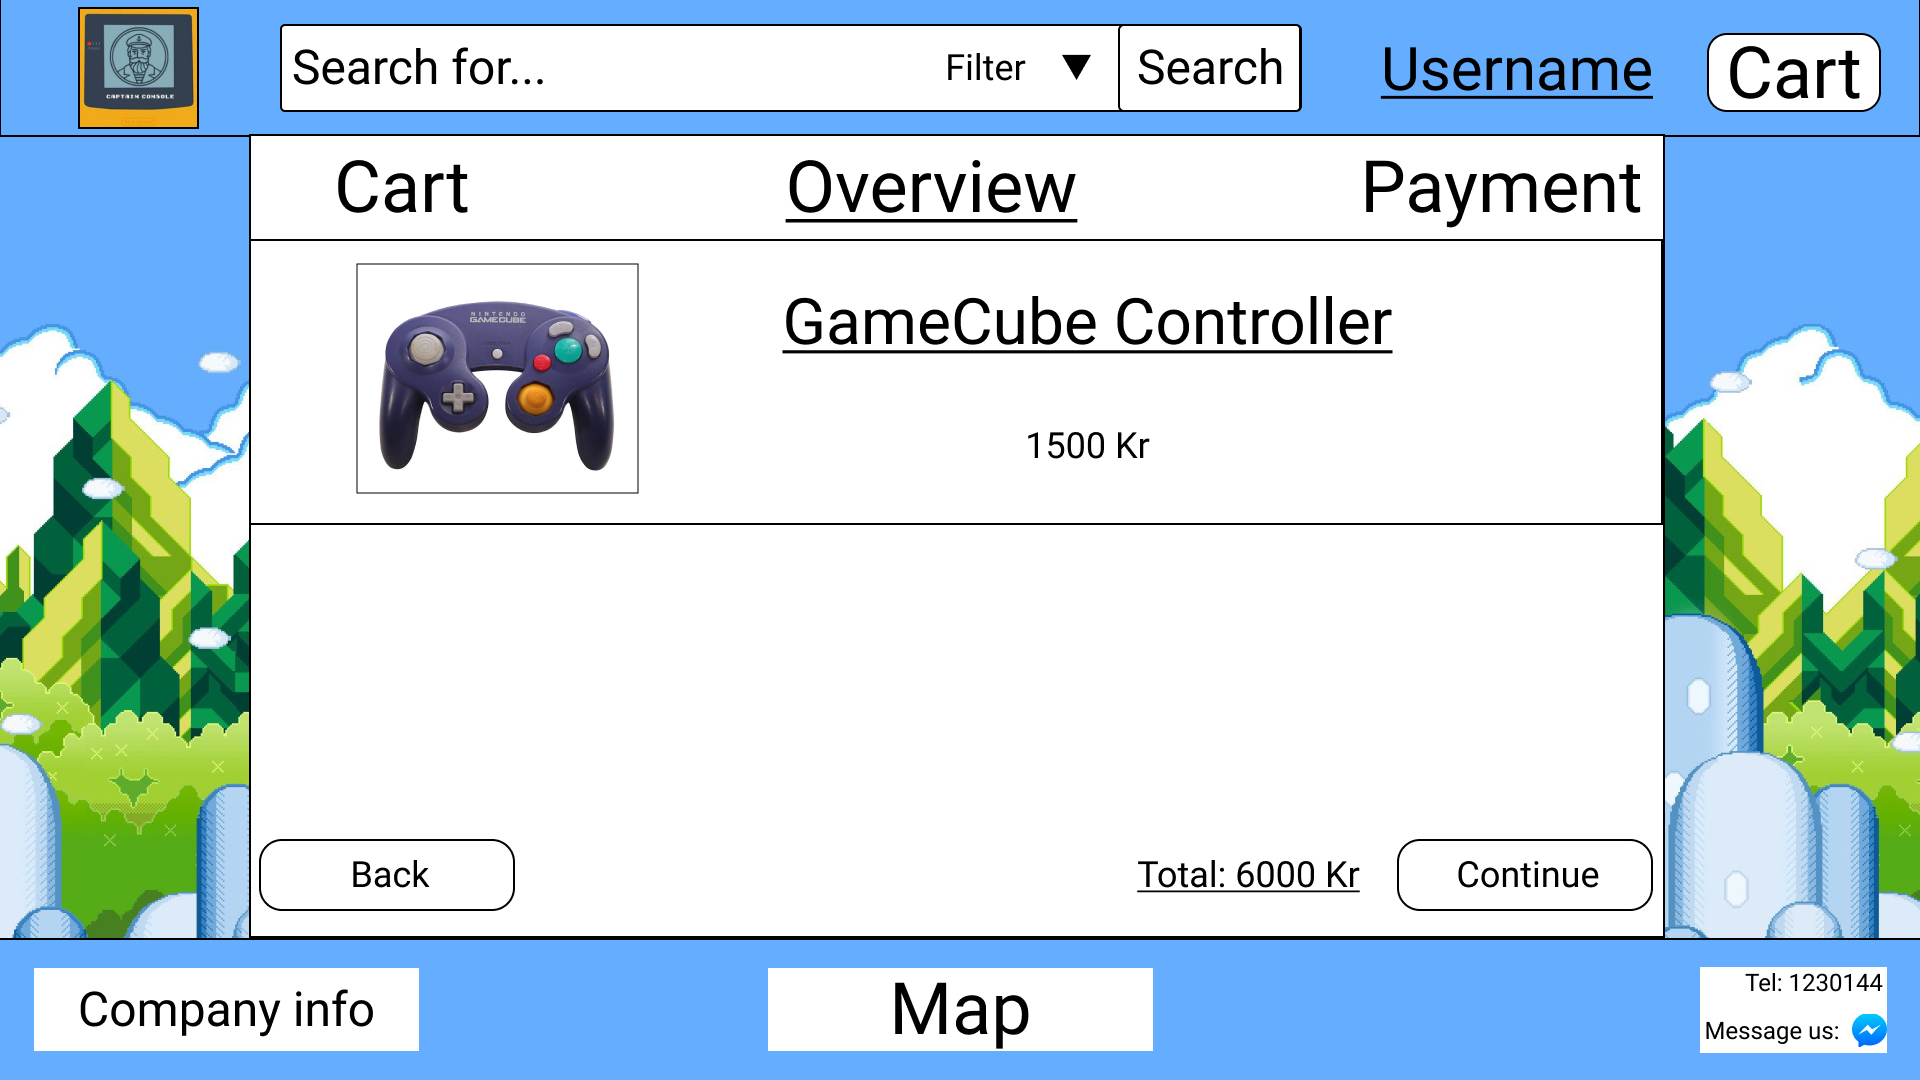 CAPTAIN CONSOLE
Search for...
Filter
Search
Username
Cart
Cart
Overview
Payment
NINTENDO
GAMECUBE
GameCube Controller
1500 Kr
Back
Total: 6000 Kr
Continue
Company info
Map
Tel: 1230144
Message us: